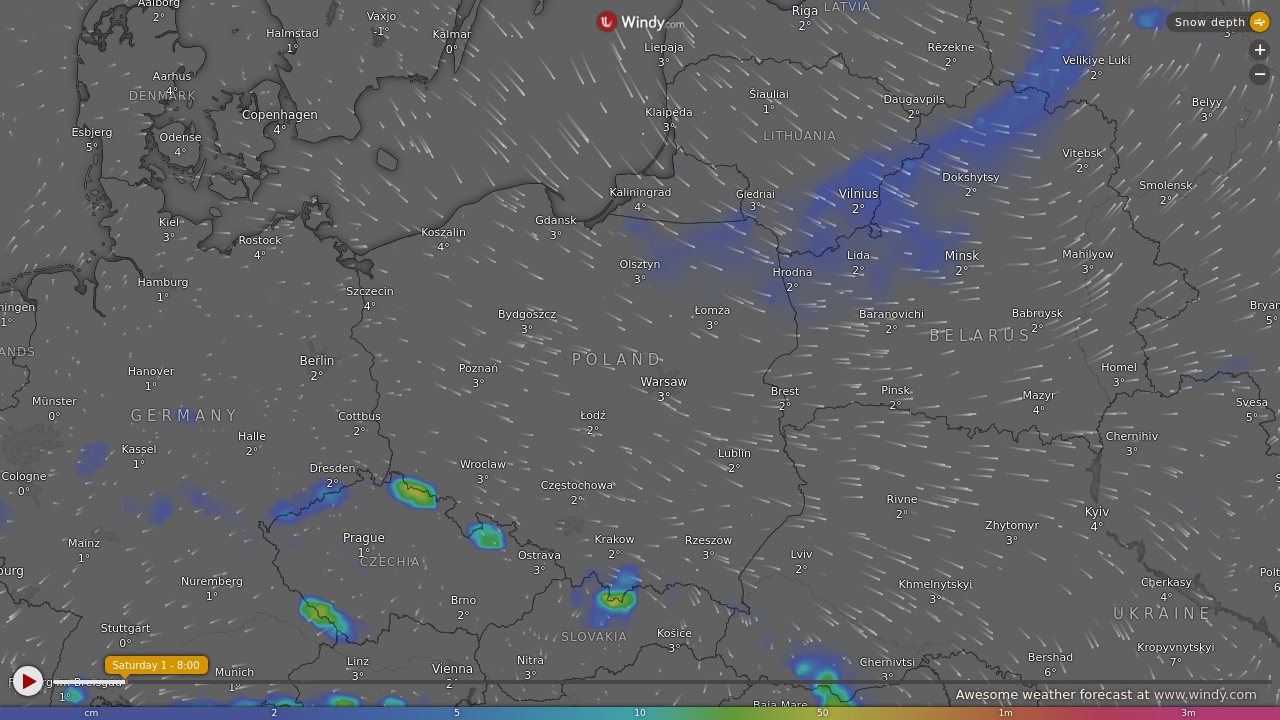 Aalborg
2°
Vaxjo
-1°
Halmstad
1°
Kalmar
0°
Windy.com
Riga
2°
LATVIA
Snow depth
3°
Liepaja
3°
Rēzekne
2°
Velikiye Luki
2°
Aarhus
4°
DENMARK
Šiauliai
1°
Daugavpils
2°
Belyy
3°
Copenhagen
4°
Klaipėda
3°
Esbjerg
5°
Odense
4°
LITHUANIA
Vitebsk
2°
Dokshytsy
2°
Smolensk
2°
Kaliningrad
4°
Giedriai
3°
Vilnius
2°
Kiel
3°
Rostock
4°
Koszalin
4°
Gdansk
3°
Olsztyn
3°
Hrodna
2°
Lida
2°
Minsk
2°
Mahilyow
3°
Hamburg
1°
Szczecin
4°
ningen
1°
Bydgoszcz
3°
Łomża
3°
Baranovichi
2°
Babruysk
2°
Bryan
5°
BELARUS
ANDS
Berlin
2°
POLAND
Hanover
1°
Poznań
3°
Warsaw
3°
Brest
2°
Pinsk
2°
Homel
3°
Mazyr
4°
Münster
0°
GERMANY
Cottbus
2°
Łódź
2°
Svesa
5°
Halle
2°
Kassel
1°
Chernihiv
3°
Lublin
2°
Cologne
0°
Dresden
2°
Wroclaw
3°
Częstochowa
2°
Rivne
2°
Kyiv
4°
Zhytomyr
3°
Mainz
1°
Prague
1°
CZECHIA
Ostrava
3°
Krakow
2°
Rzeszow
3°
Lviv
2°
burg
Nuremberg
1°
Khmelnytskyi
3°
Cherkasy
4°
Polt
6
Brno
2°
UKRAINE
Stuttgart
0°
SLOVAKIA
Košice
3°
Kropyvnytskyi
7°
Saturday 1 - 8:00
Munich
1°
Linz
3°
Vienna
2
Nitra
3°
Chernivtsi
3°
Bershad
6°
1°
Baia Mare
Awesome weather forecast at www.windy.com
cm 2 5 10 50 1m 3m